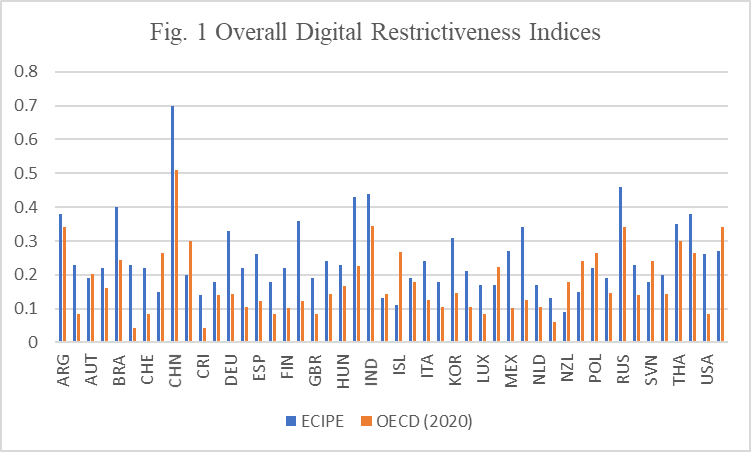 Fig. 1 Overall Digital Restrictiveness Indices
0.8
0.7
0.6
0.5
0.4
0.3
0.2
0.1
0
ARG
AUT
BRA
CHE
CHN
CRI
DEU
ESP
FIN
GBR
HUN
IND
ISL
ITA
KOR
LUX
MEX
NLD
NZL
POL
RUS
SVN
THA
USA
ECIPE
OECD (2020)